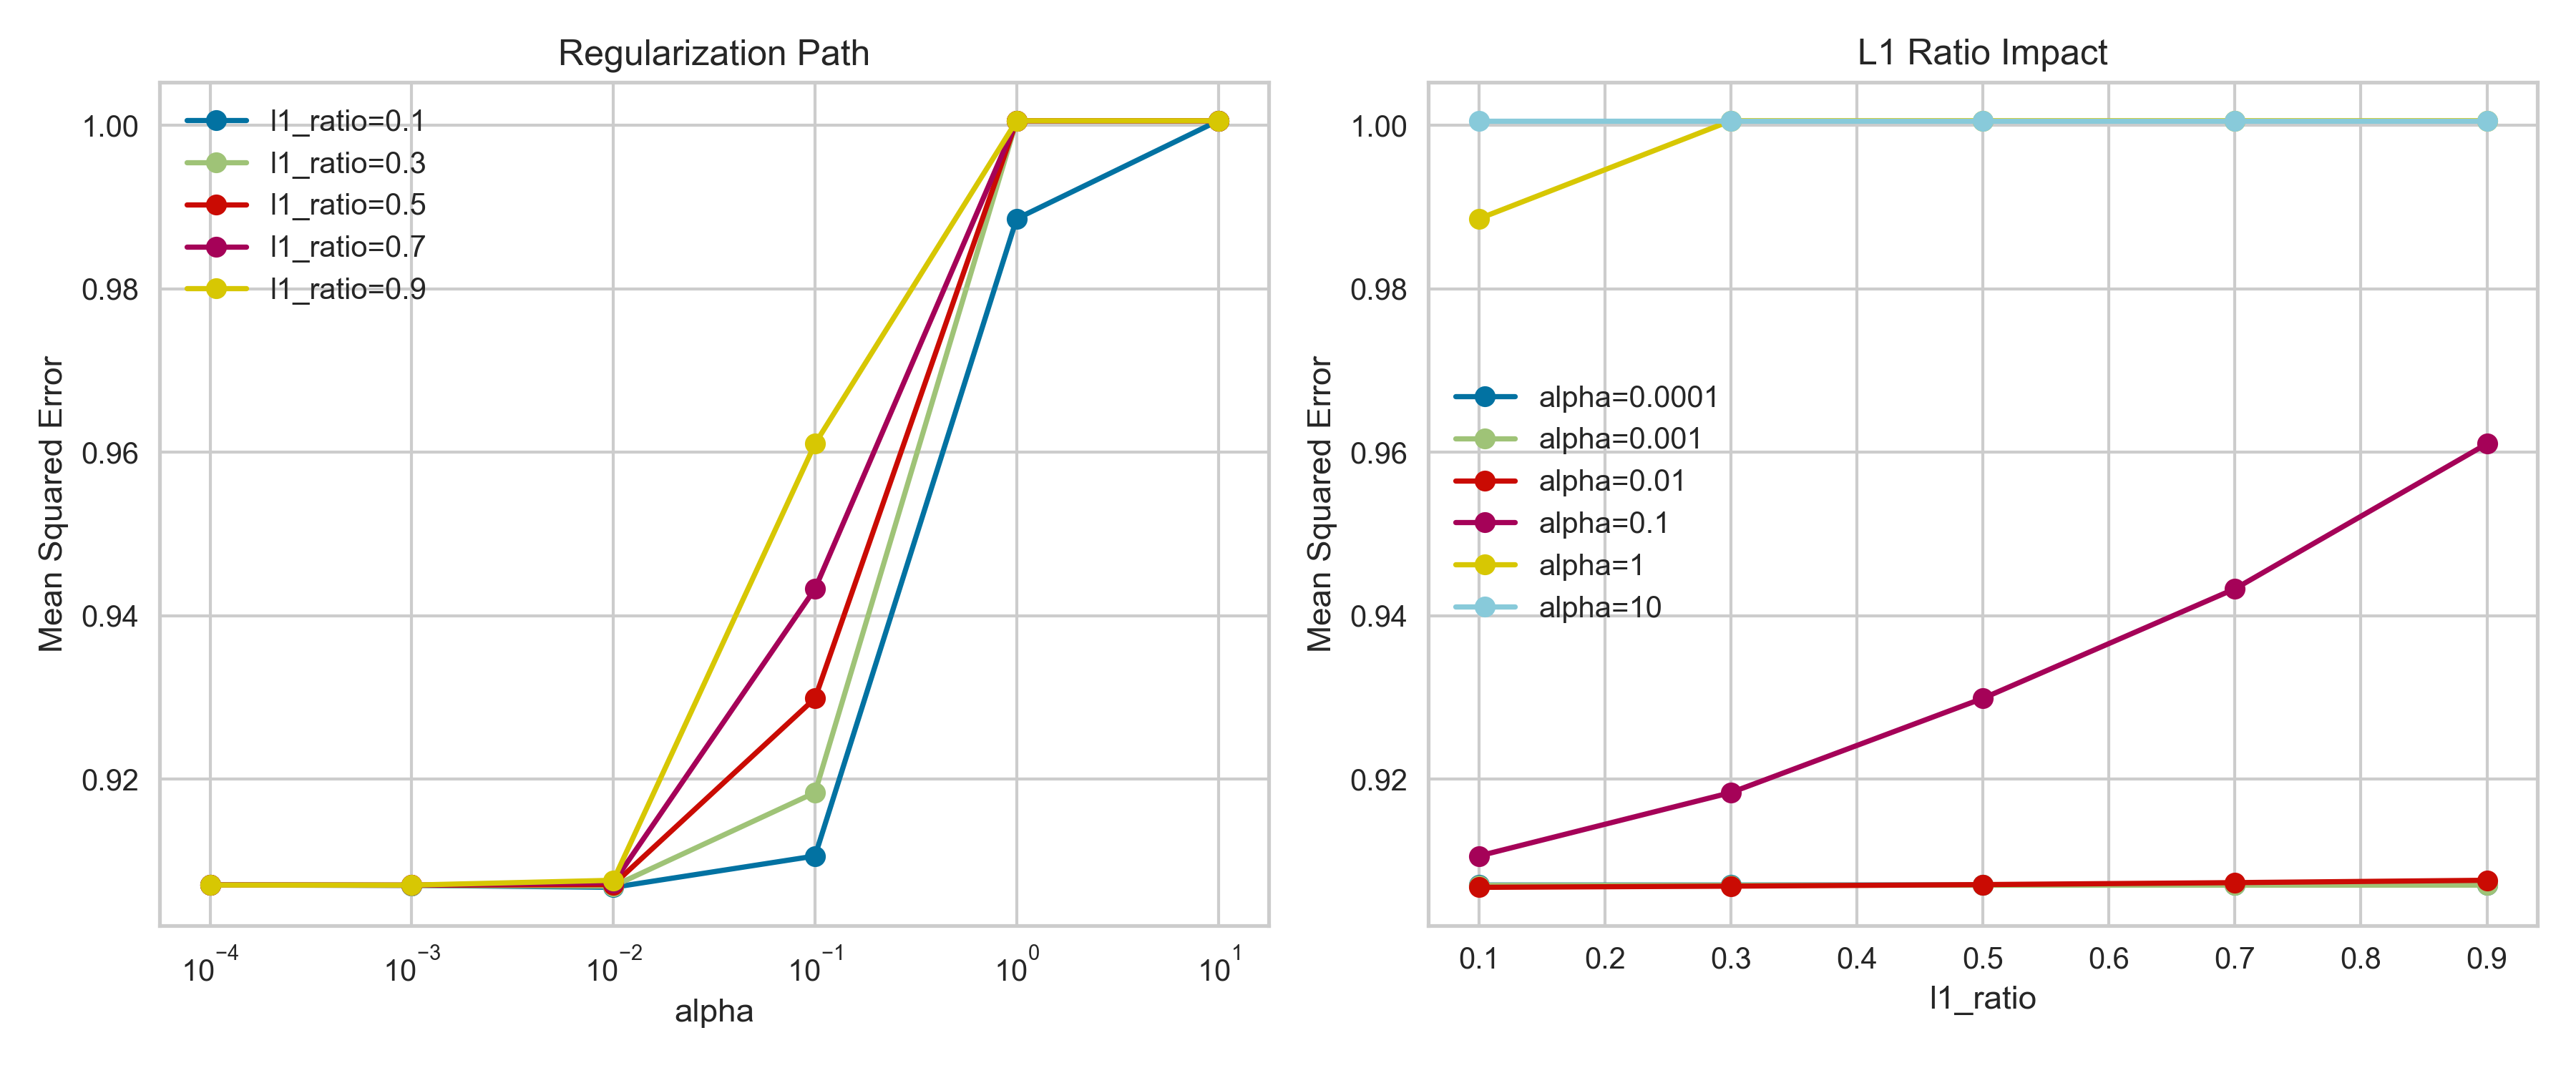 Regularization Path
Mean Squared Error
1.00
0.98
0.96
0.94
0.92
l1_ratio=0.1
l1_ratio=0.3
l1_ratio=0.5
l1_ratio=0.7
l1_ratio=0.9
10⁻⁴ 10⁻³ 10⁻² 10⁻¹ 10⁰ 10¹
alpha
L1 Ratio Impact
Mean Squared Error
1.00
0.98
0.96
0.94
0.92
alpha=0.0001
alpha=0.001
alpha=0.01
alpha=0.1
alpha=1
alpha=10
0.1 0.2 0.3 0.4 0.5 0.6 0.7 0.8 0.9
l1_ratio